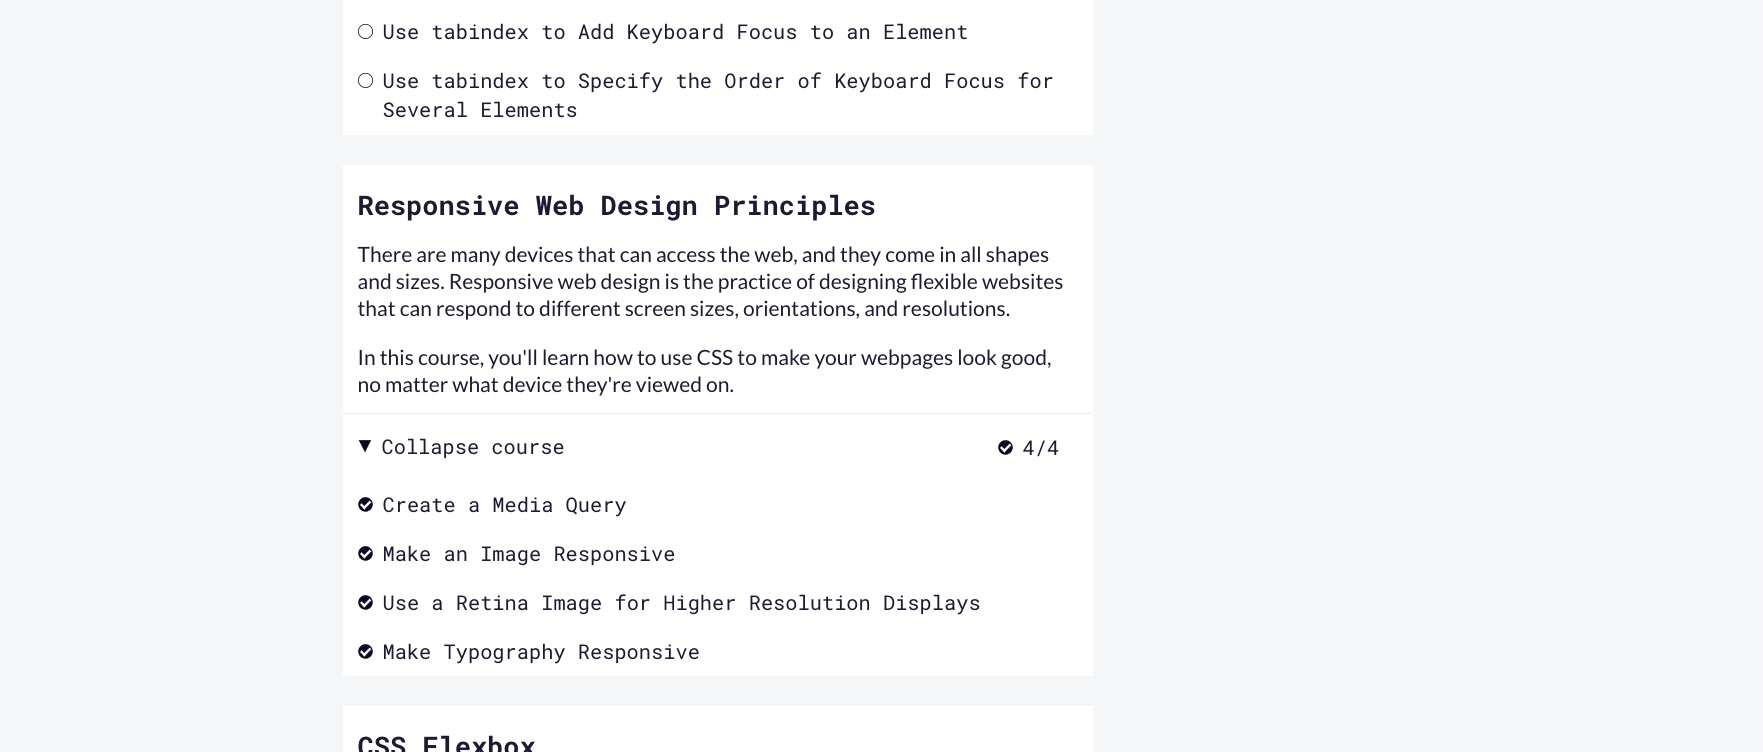 Use tabindex to Add Keyboard Focus to an Element
Use tabindex to Specify the Order of Keyboard Focus for
Several Elements
Responsive Web Design Principles
There are many devices that can access the web, and they come in all shapes
and sizes. Responsive web design is the practice of designing flexible websites
that can respond to different screen sizes, orientations, and resolutions.
In this course, you'll learn how to use CSS to make your webpages look good,
no matter what device they're viewed on.
Collapse course 4/4
Create a Media Query
Make an Image Responsive
Use a Retina Image for Higher Resolution Displays
Make Typography Responsive
CSS Flexbox